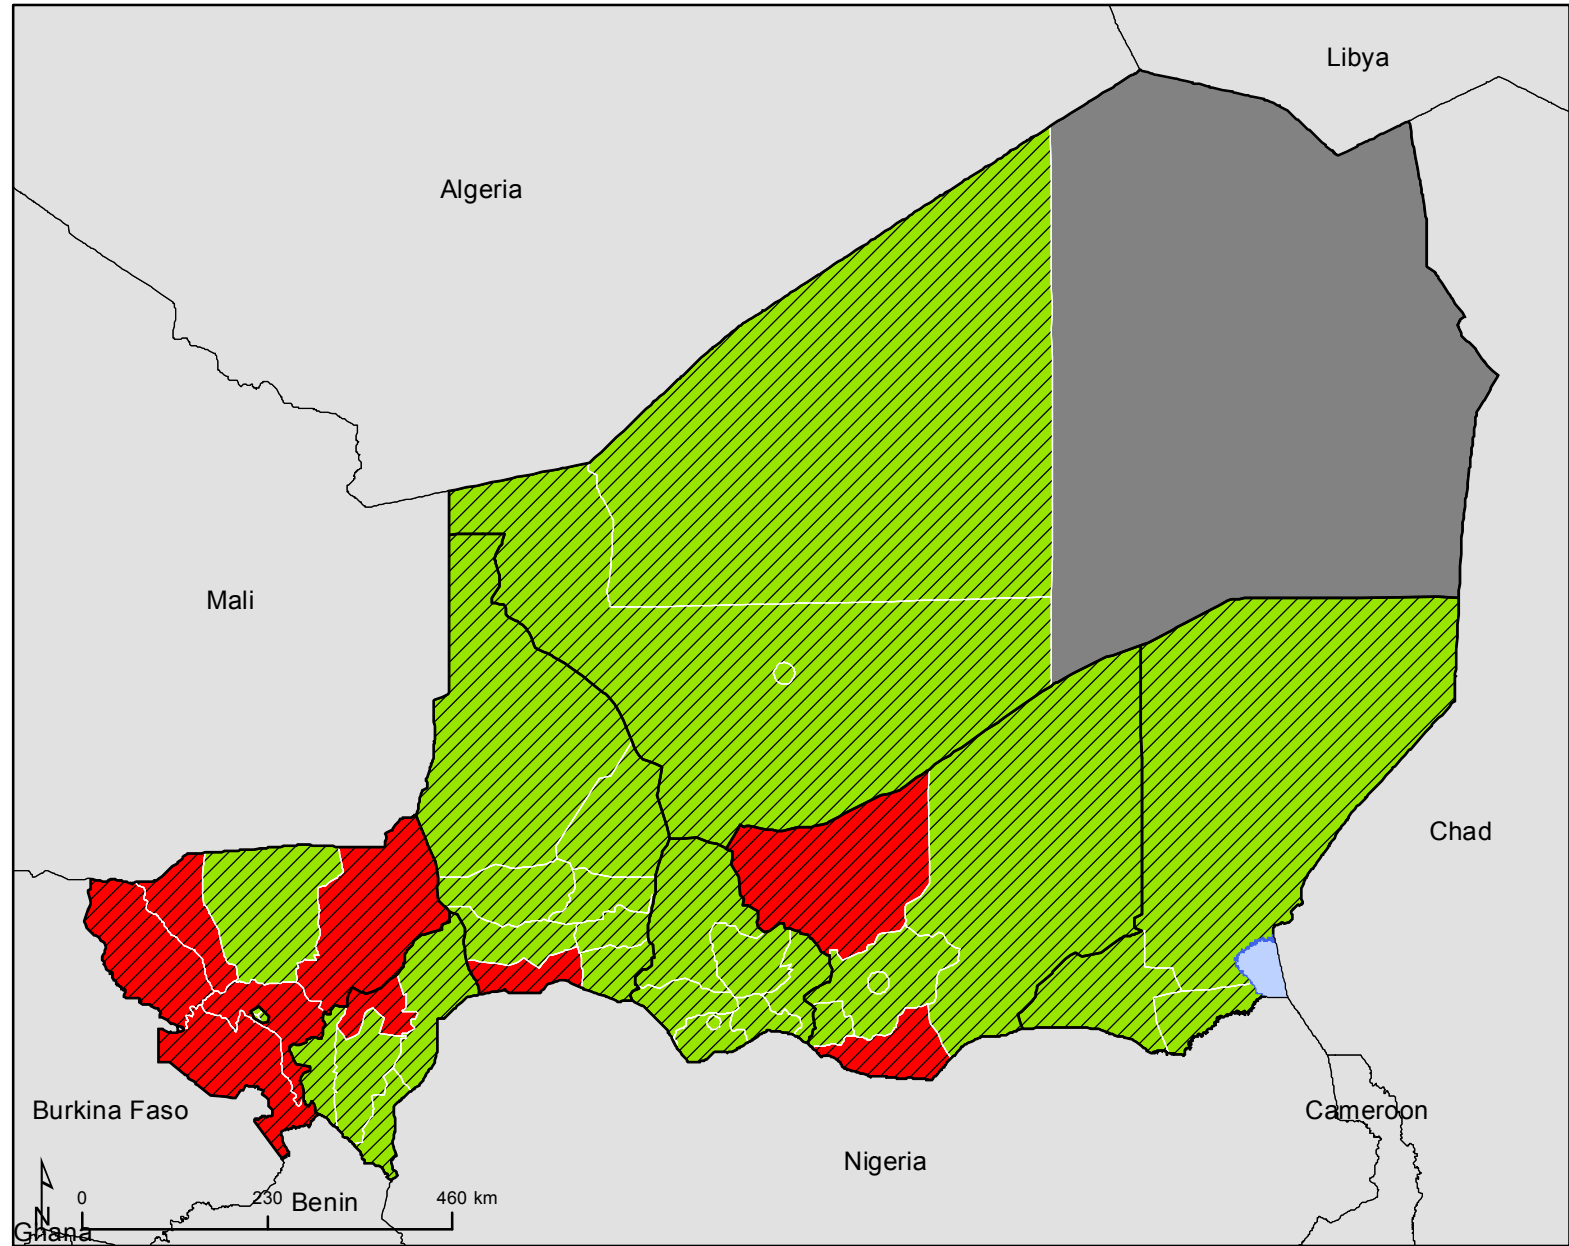 Libya
Algeria
Mali
Chad
Burkina Faso
Cameroon
Nigeria
0 230 460 km
Benin
N
Ghana